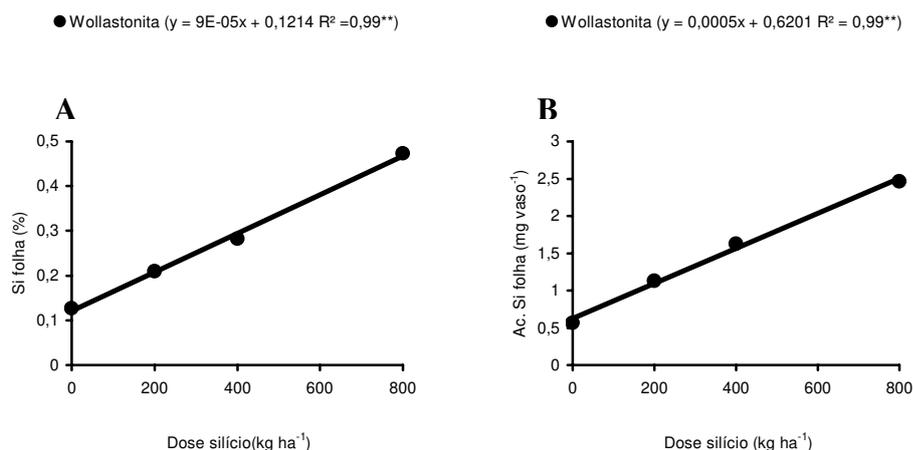 Wollastonita (y = 9E-05x + 0,1214 R² =0,99**)
A
Si folha (%)
0,5
0,4
0,3
0,2
0,1
0
0 200 400 600 800
Dose silício(kg ha⁻¹)
Wollastonita (y = 0,0005x + 0,6201 R² = 0,99**)
B
Ac. Si folha (mg vaso⁻¹)
3
2,5
2
1,5
1
0,5
0
0 200 400 600 800
Dose silício (kg ha⁻¹)